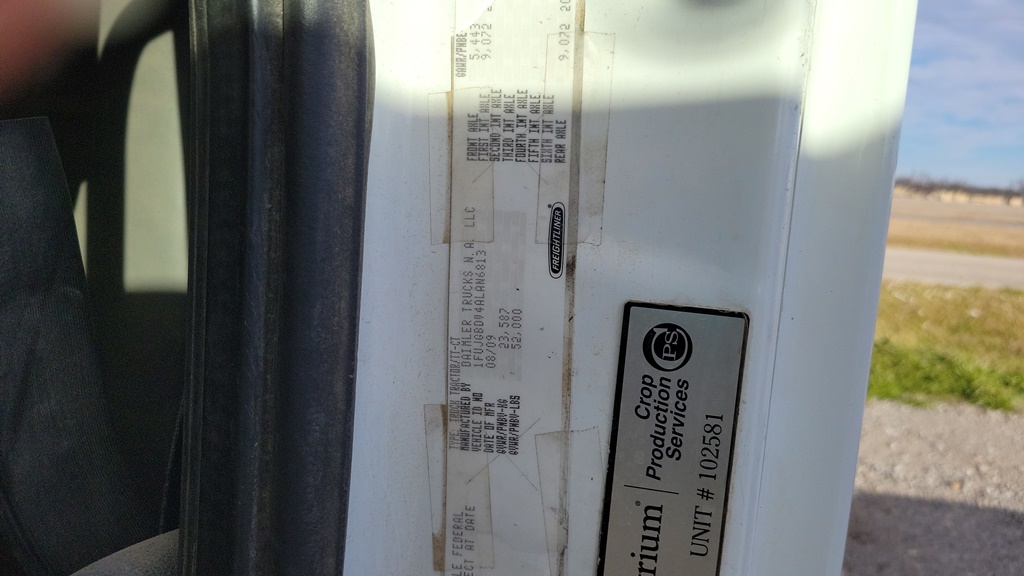 LE FEDERAL
ECT AT DATE
TYPE TRUCK TRACTOR/TT-CT
MANUFACTURED BY DAIMLER TRUCKS N.A. LLC
VEHICLE ID NO 1FUJGBDV4ALAN6813
DATE OF MFR 08/09
GVWR/PNBV-KG 23,587
GVWR/PNBV-LBS 52,000
GAWR/PNBE
FRONT AXLE 5,443
FIRST INT AXLE 9,072 2
SECOND INT AXLE
THIRD INT AXLE
FOURTH INT AXLE
FIFTH INT AXLE
SIXTH INT AXLE
REAR AXLE 9,072 20
FREIGHTLINER
rium®
Crop
Production
Services
CPS
UNIT # 102581